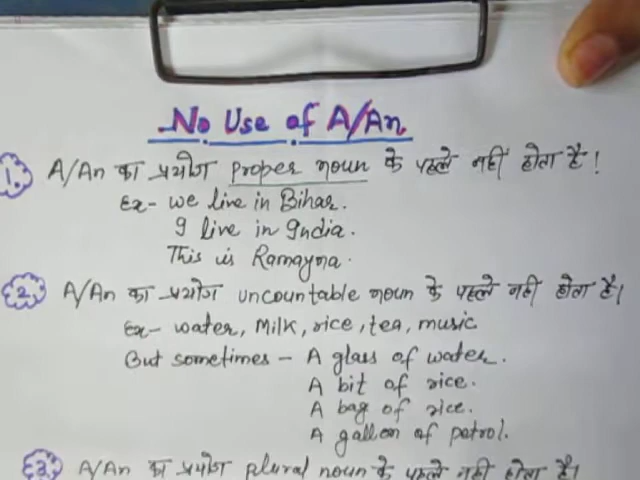 No Use of A/An
1. A/An का प्रयोग proper noun के पहले नहीं होता है!
Ex- we live in Bihar.
I live in India.
This is Ramayna.
2. A/An का प्रयोग uncountable noun के पहले नही होता है।
Ex- water, Milk, rice, tea, music
But sometimes - A glass of water.
A bit of rice.
A bag of rice.
A gallon of patrol.
3. A/An का प्रयोग plural noun के पहले नही होता है।